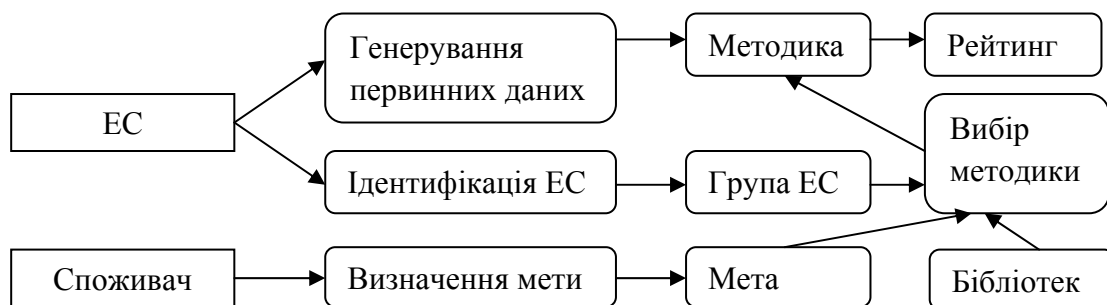 Генерування
первинних даних
Методика
Рейтинг
ЕС
Вибір
методики
Ідентифікація ЕС
Група ЕС
Споживач
Визначення мети
Мета
Бібліотек